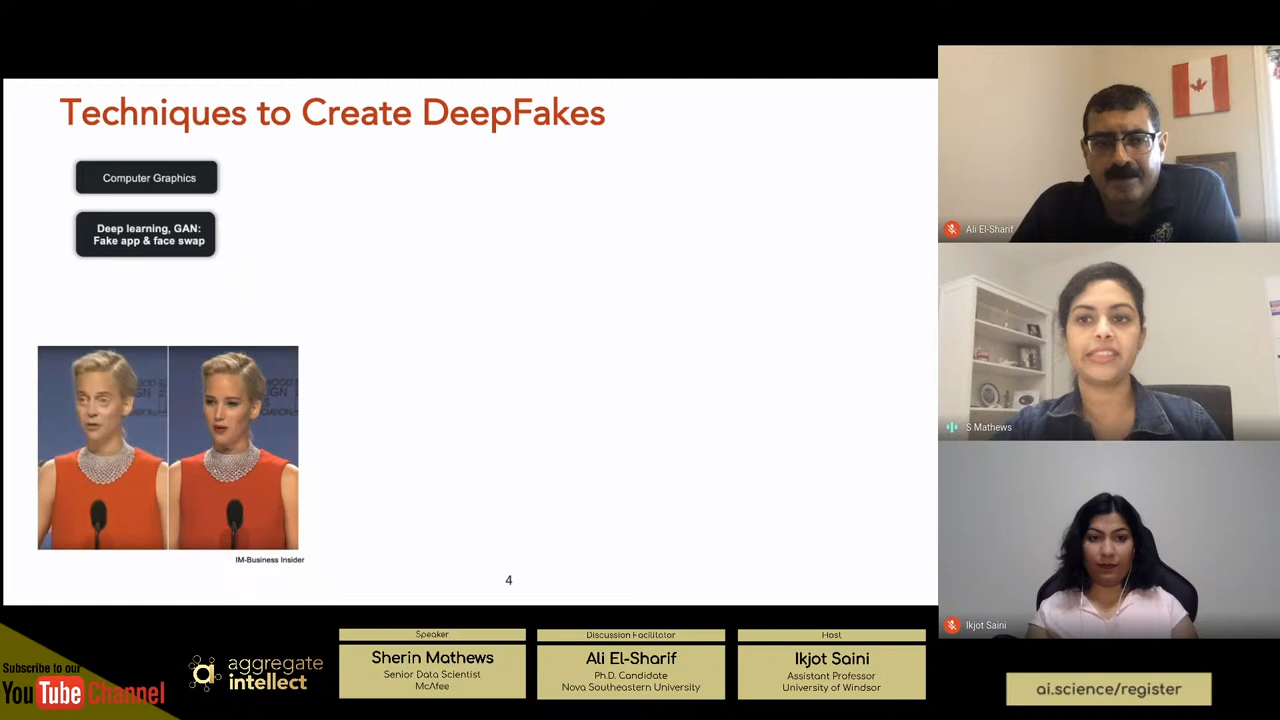 Techniques to Create DeepFakes
Computer Graphics
Deep learning, GAN:
Fake app & face swap
IM-Business Insider
4
Ali El-Sharif
S Mathews
Ikjot Saini
Subscribe to our
YouTube Channel
aggregate
intellect
Speaker
Sherin Mathews
Senior Data Scientist
McAfee
Discussion Facilitator
Ali El-Sharif
Ph.D. Candidate
Nova Southeastern University
Host
Ikjot Saini
Assistant Professor
University of Windsor
ai.science/register